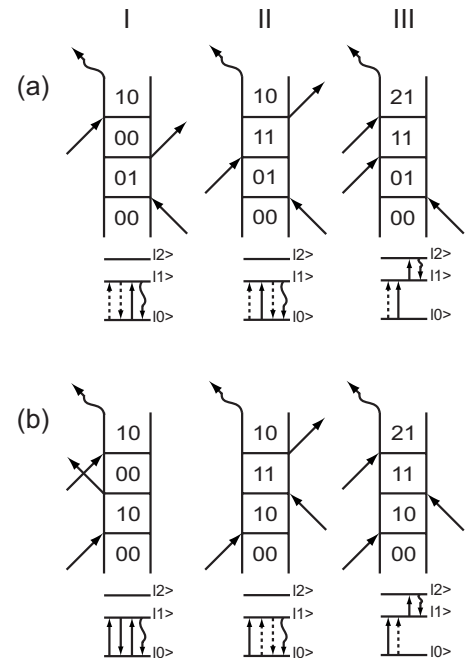 I II III
(a)
10 10 21
00 11 11
01 01 01
00 00 00
|2> |2> |2>
|1> |1> |1>
|0> |0> |0>
(b)
10 10 21
00 11 11
10 10 10
00 00 00
|2> |2> |2>
|1> |1> |1>
|0> |0> |0>